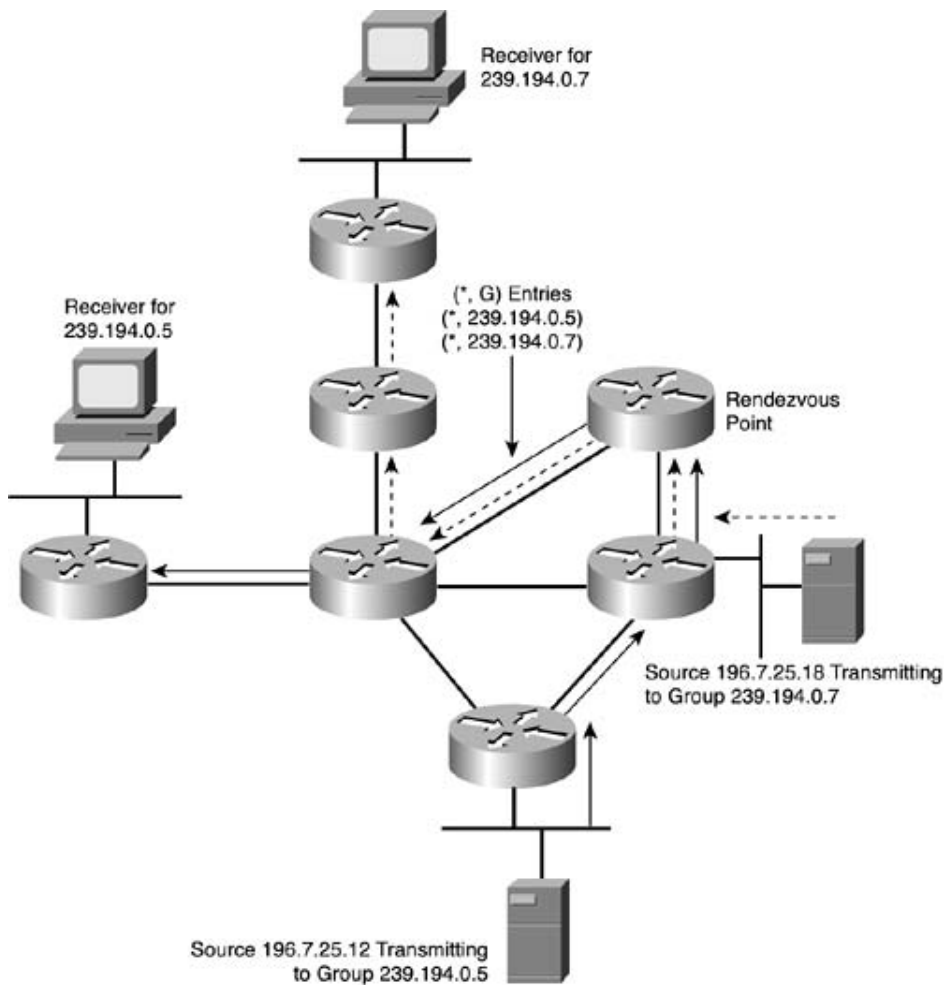 Receiver for
239.194.0.7
Receiver for
239.194.0.5
(*, G) Entries
(*, 239.194.0.5)
(*, 239.194.0.7)
Rendezvous
Point
Source 196.7.25.18 Transmitting
to Group 239.194.0.7
Source 196.7.25.12 Transmitting
to Group 239.194.0.5